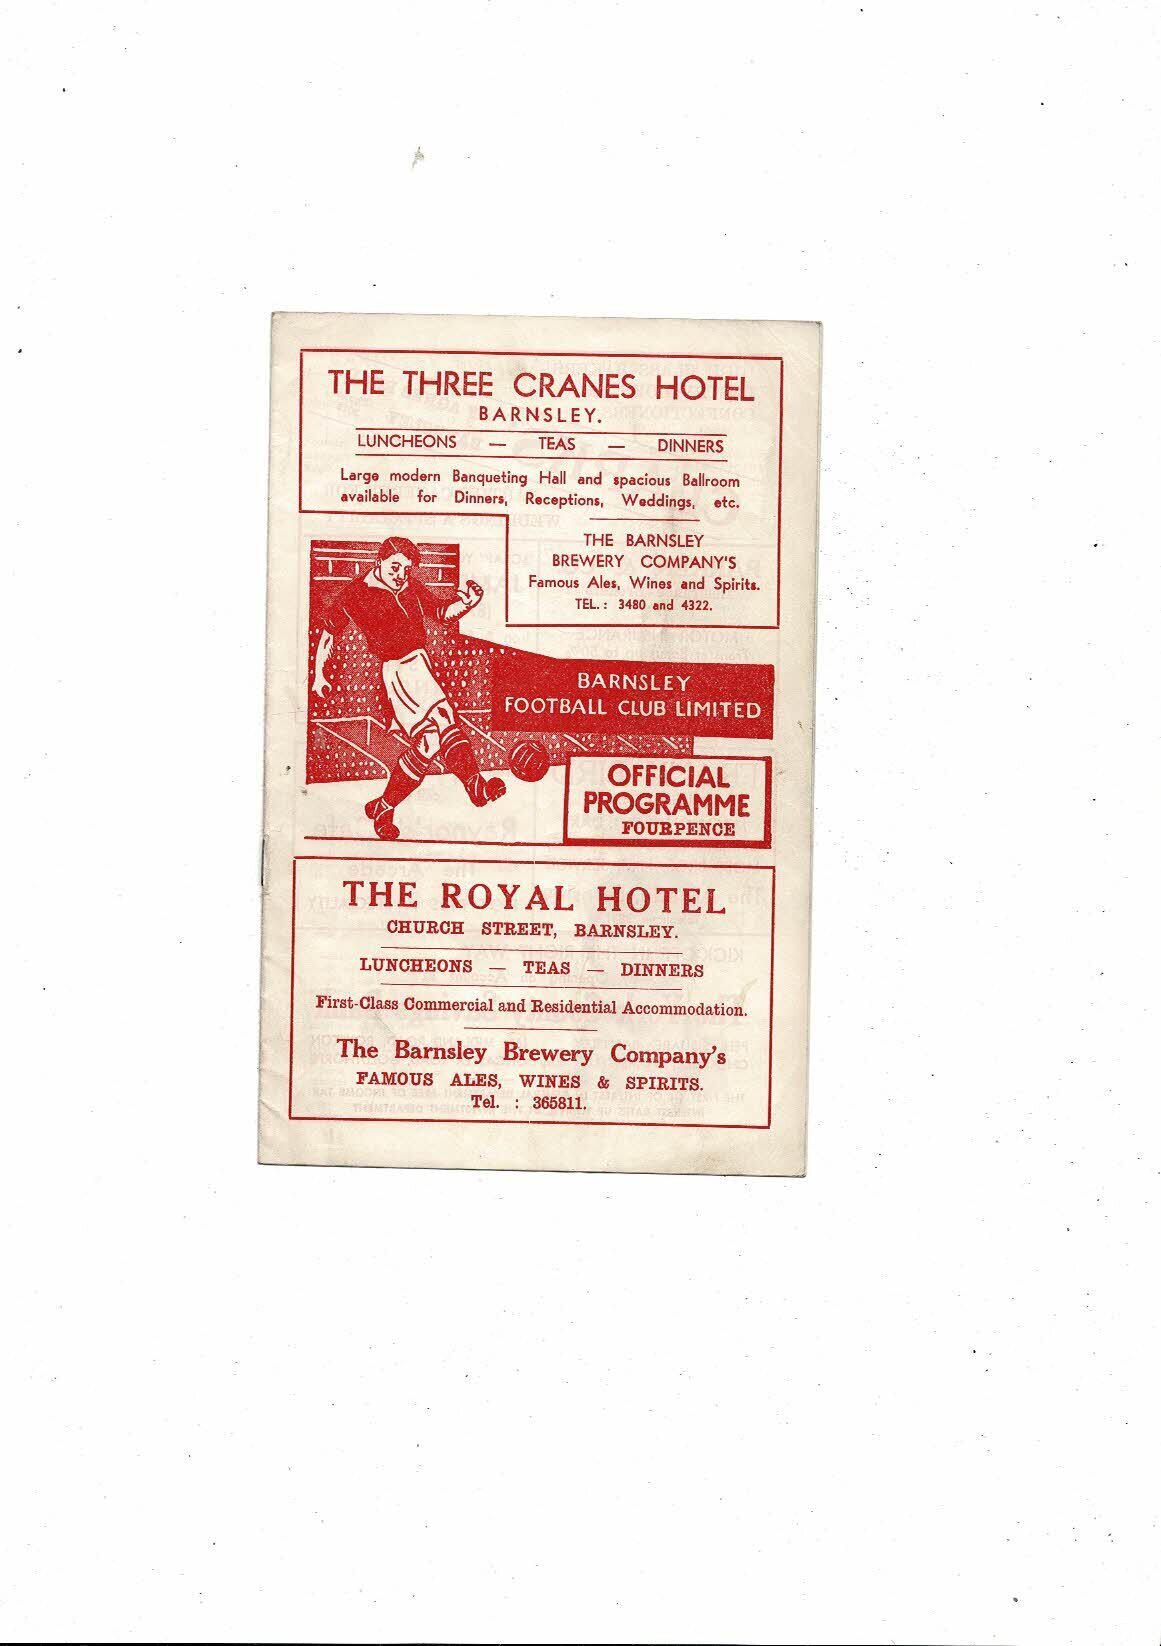 THE THREE CRANES HOTEL
BARNSLEY.
LUNCHEONS — TEAS — DINNERS
Large modern Banqueting Hall and spacious Ballroom
available for Dinners, Receptions, Weddings, etc.
THE BARNSLEY
BREWERY COMPANY'S
Famous Ales, Wines and Spirits.
TEL. : 3480 and 4322.
BARNSLEY
FOOTBALL CLUB LIMITED
OFFICIAL
PROGRAMME
FOURPENCE
THE ROYAL HOTEL
CHURCH STREET, BARNSLEY.
LUNCHEONS — TEAS — DINNERS
First-Class Commercial and Residential Accommodation.
The Barnsley Brewery Company's
FAMOUS ALES, WINES & SPIRITS.
Tel. : 365811.